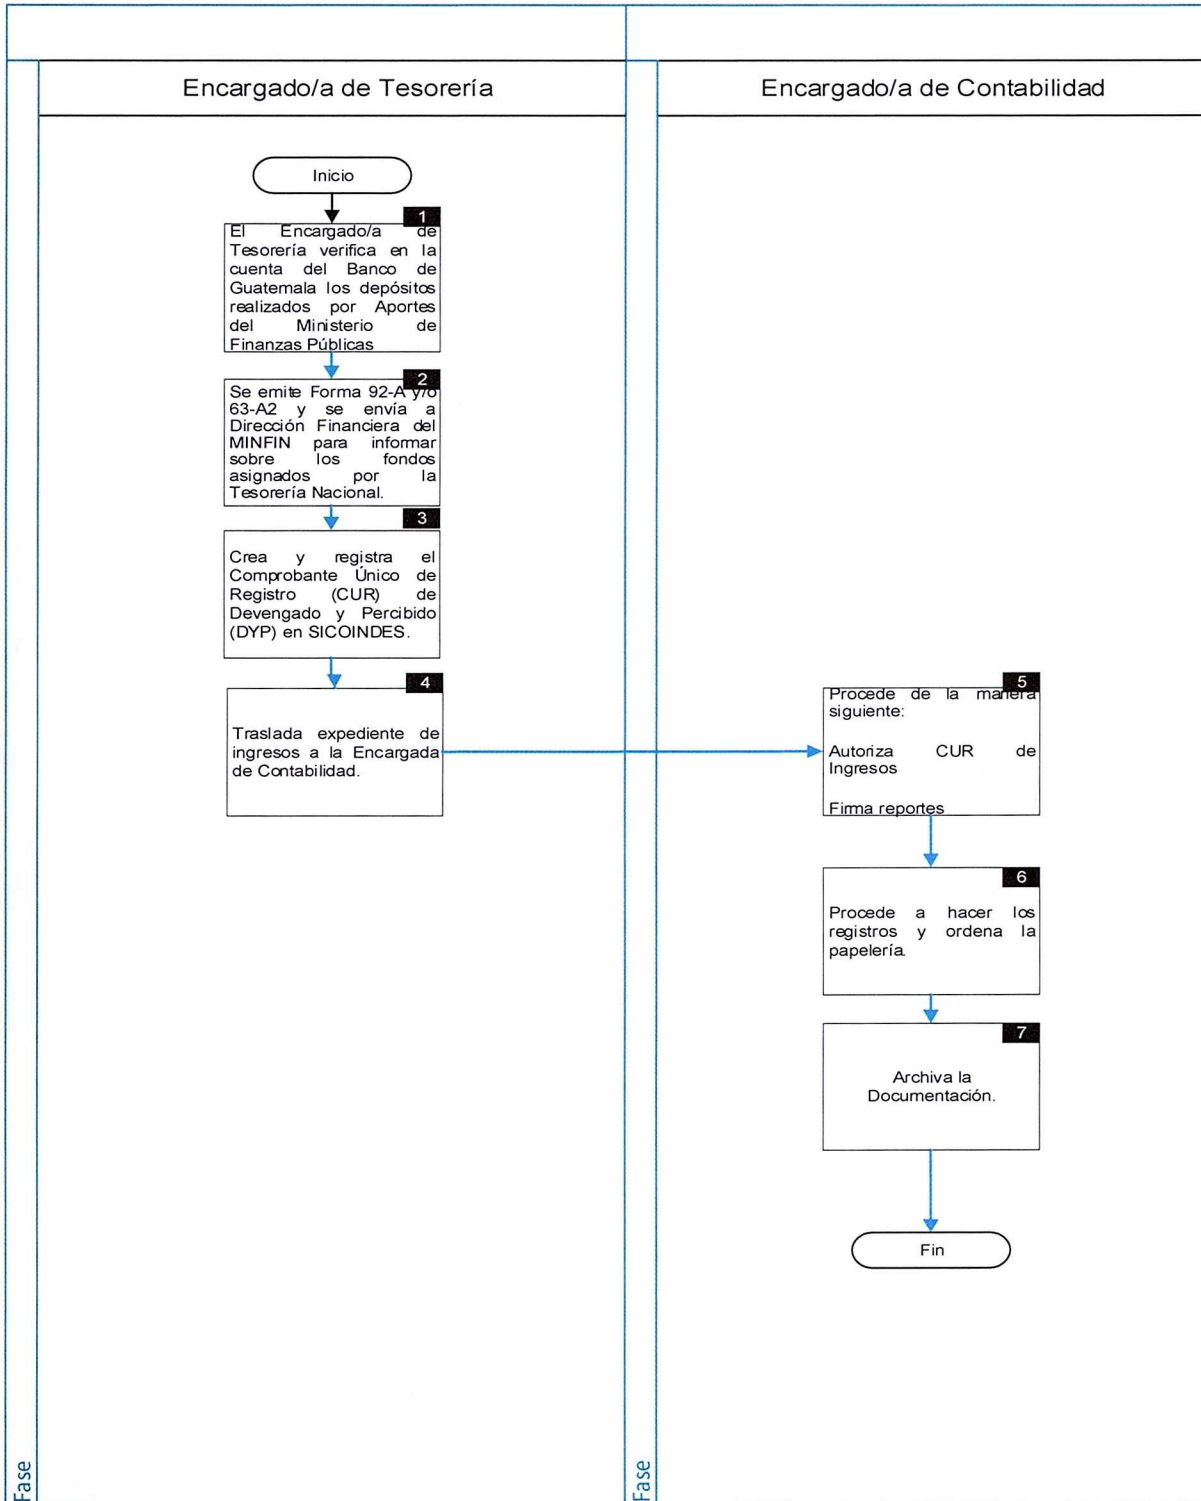 Encargado/a de Tesorería
Encargado/a de Contabilidad
Inicio
1
El Encargado/a de
Tesorería verifica en la
cuenta del Banco de
Guatemala los depósitos
realizados por Aportes
del Ministerio de
Finanzas Públicas
2
Se emite Forma 92-A y/o
63-A2 y se envía a
Dirección Financiera del
MINFIN para informar
sobre los fondos
asignados por la
Tesorería Nacional.
3
Crea y registra el
Comprobante Único de
Registro (CUR) de
Devengado y Percibido
(DYP) en SICOINDES.
4
Traslada expediente de
ingresos a la Encargada
de Contabilidad.
5
Procede de la manera
siguiente:
Autoriza CUR de
Ingresos
Firma reportes
6
Procede a hacer los
registros y ordena la
papelería.
7
Archiva la
Documentación.
Fin
Fase
Fase